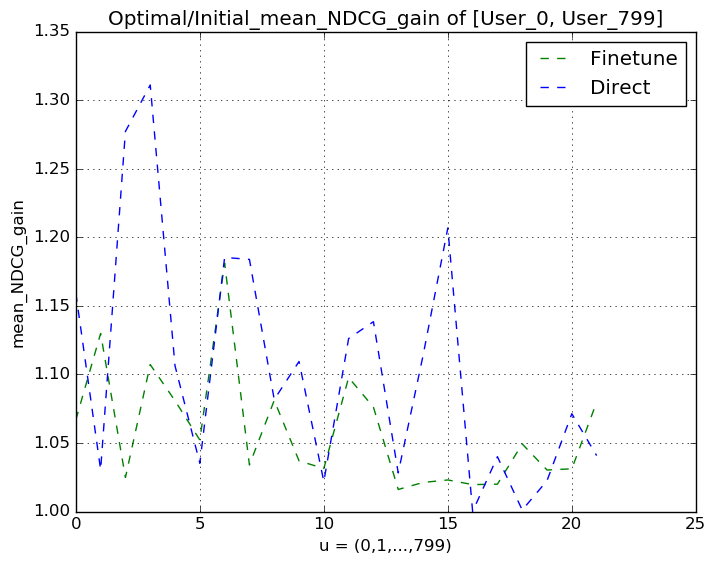 Optimal/Initial_mean_NDCG_gain of [User_0, User_799]
Finetune
Direct
mean_NDCG_gain
1.35
1.30
1.25
1.20
1.15
1.10
1.05
1.00
0 5 10 15 20 25
u = (0,1,...,799)